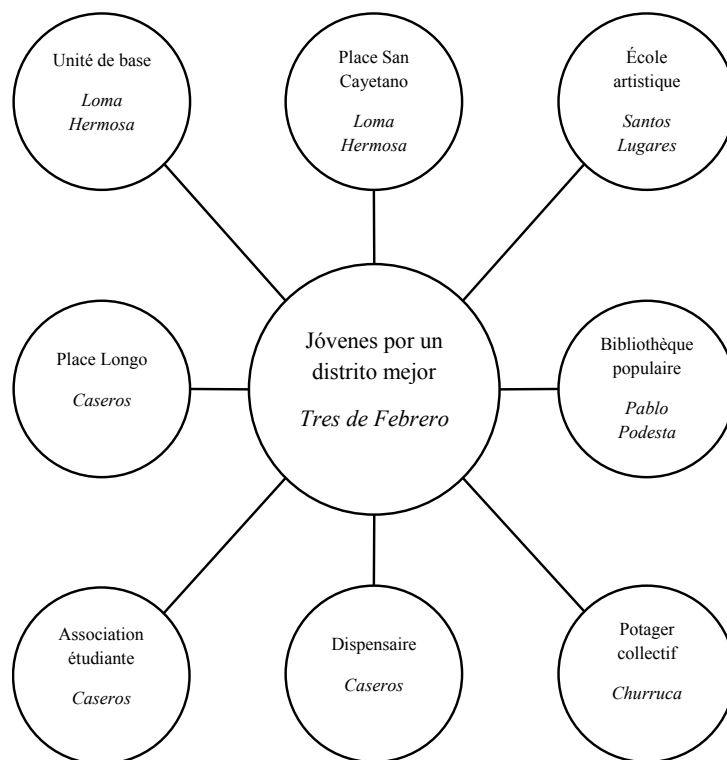 Unité de base
Loma
Hermosa
Place San
Cayetano
Loma
Hermosa
École
artistique
Santos
Lugares
Place Longo
Caseros
Jóvenes por un
distrito mejor
Tres de Febrero
Bibliothèque
populaire
Pablo
Podesta
Association
étudiante
Caseros
Dispensaire
Caseros
Potager
collectif
Churruca